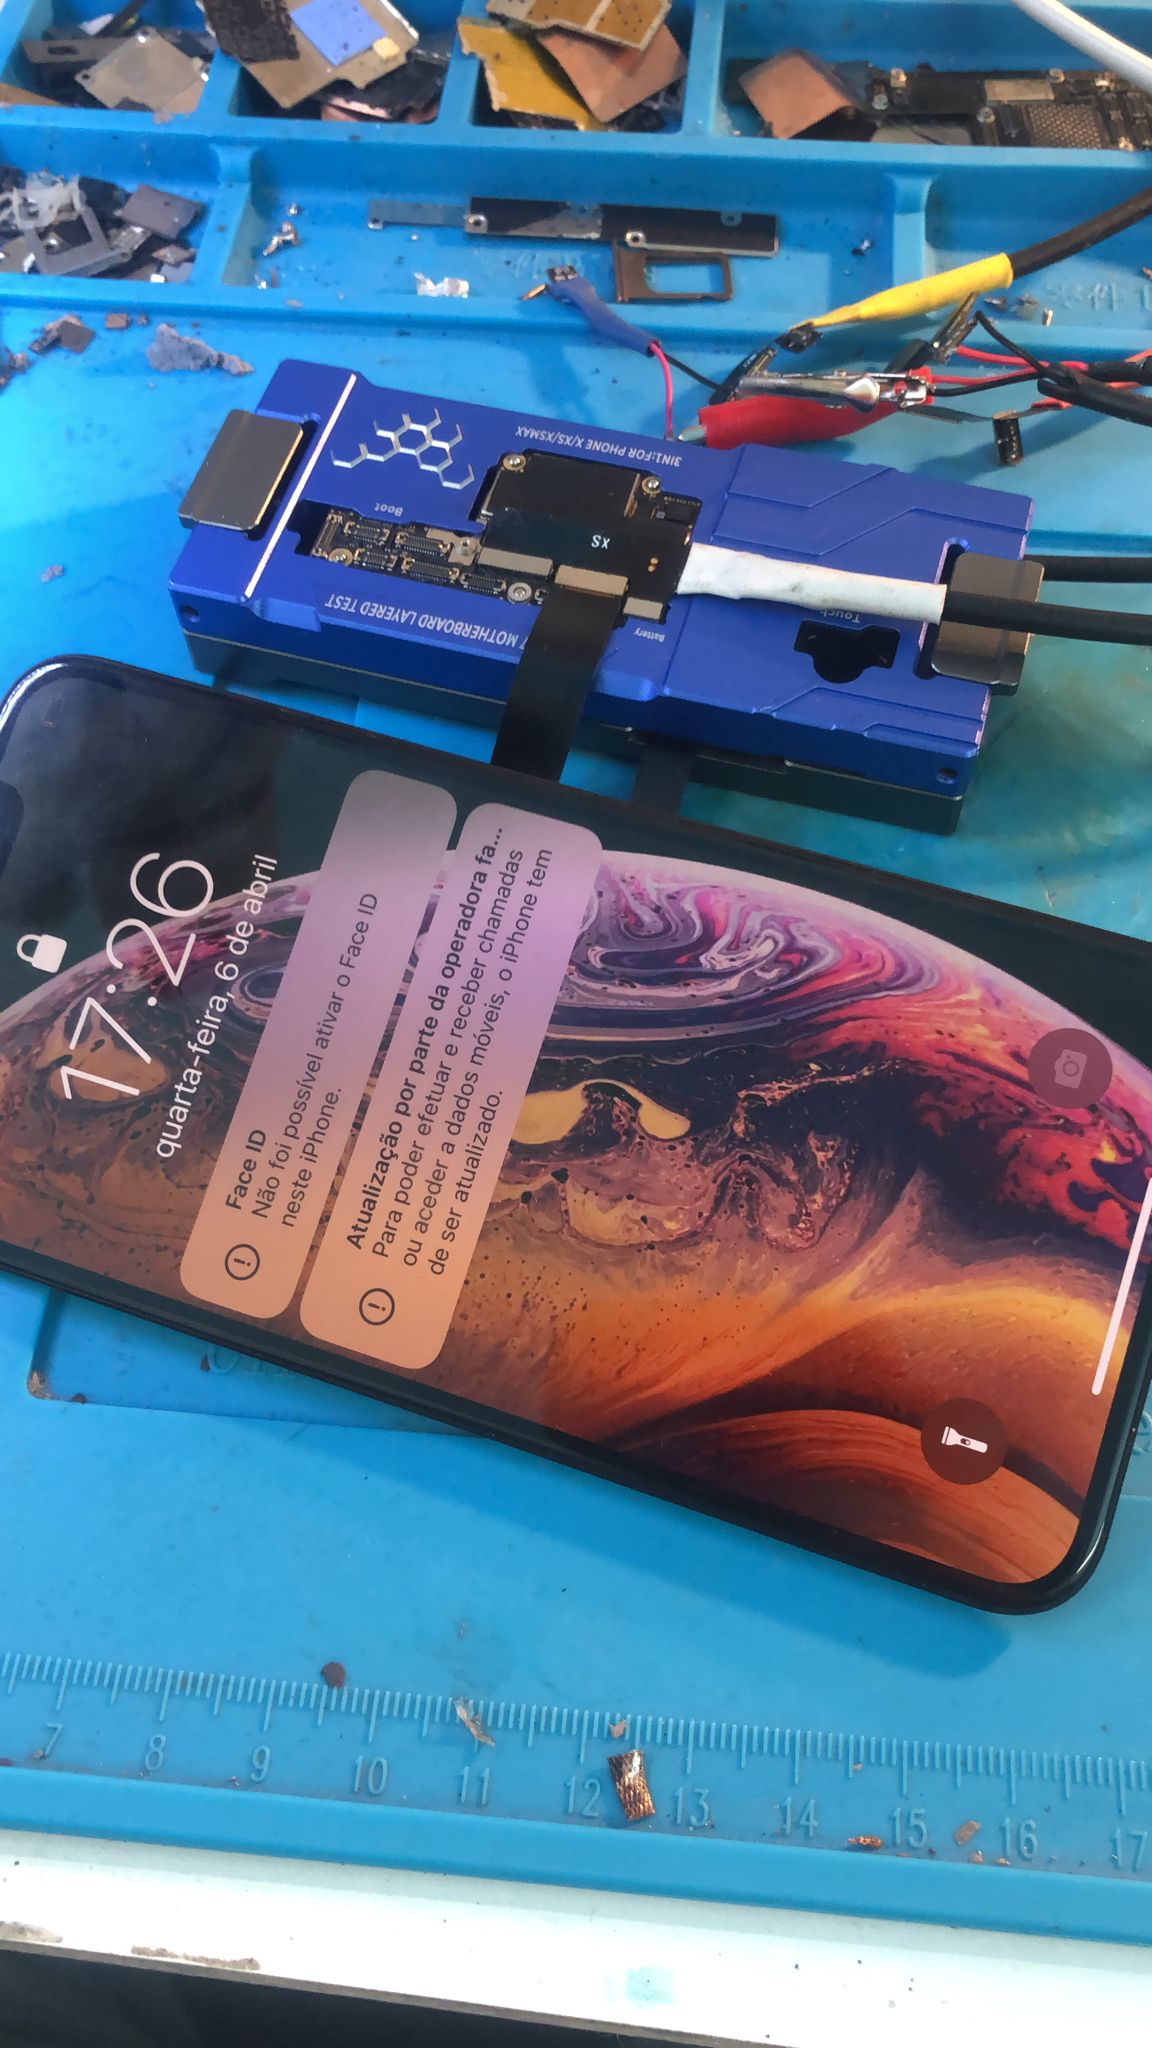 3IN1:FOR PHONE X/XS/XSMAX
Boot
XS
MOTHERBOARD LAYERED TEST
Battery
Touch
17:26
quarta-feira, 6 de abril
Face ID
Não foi possível ativar o Face ID
neste iPhone.
Atualização por parte da operadora fa...
Para poder efetuar e receber chamadas
ou aceder a dados móveis, o iPhone tem
de ser atualizado.
7 8 9 10 11 12 13 14 15 16 17